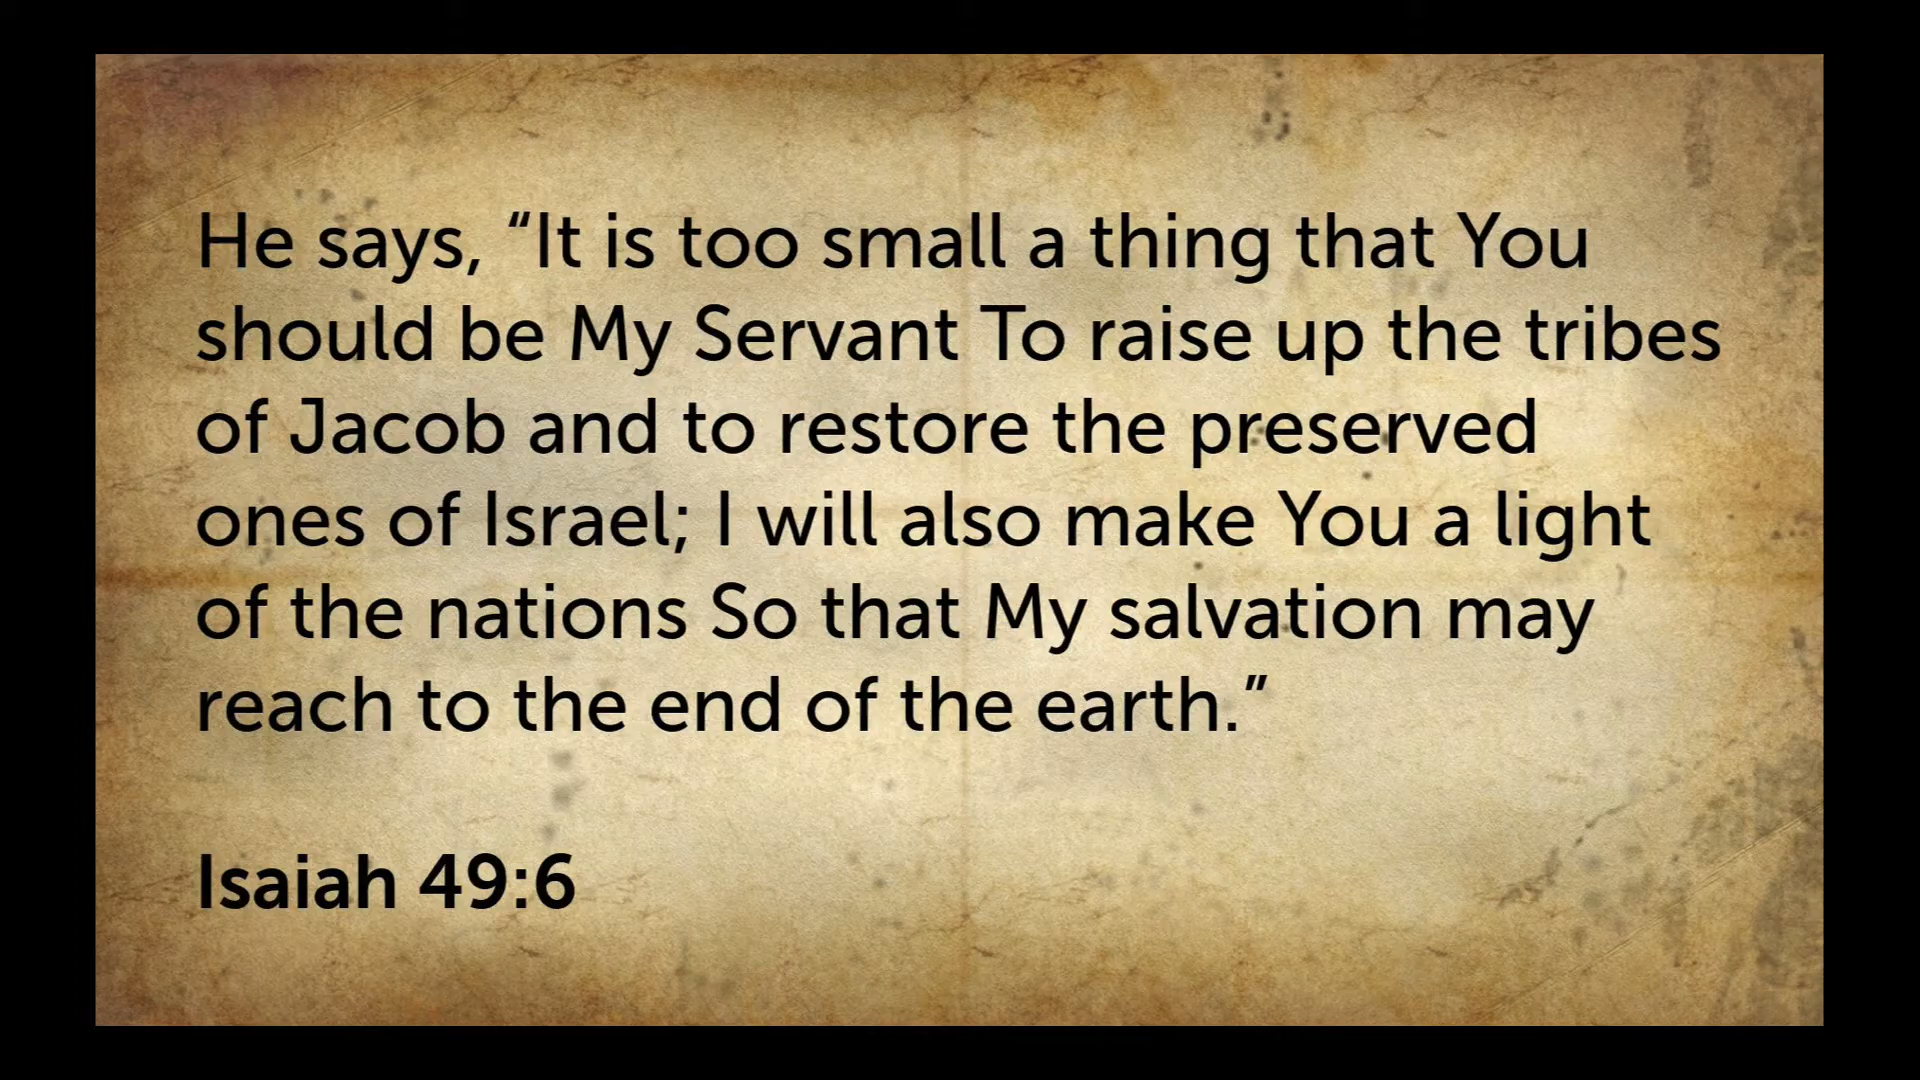 He says, “It is too small a thing that You
should be My Servant To raise up the tribes
of Jacob and to restore the preserved
ones of Israel; I will also make You a light
of the nations So that My salvation may
reach to the end of the earth.”
Isaiah 49:6